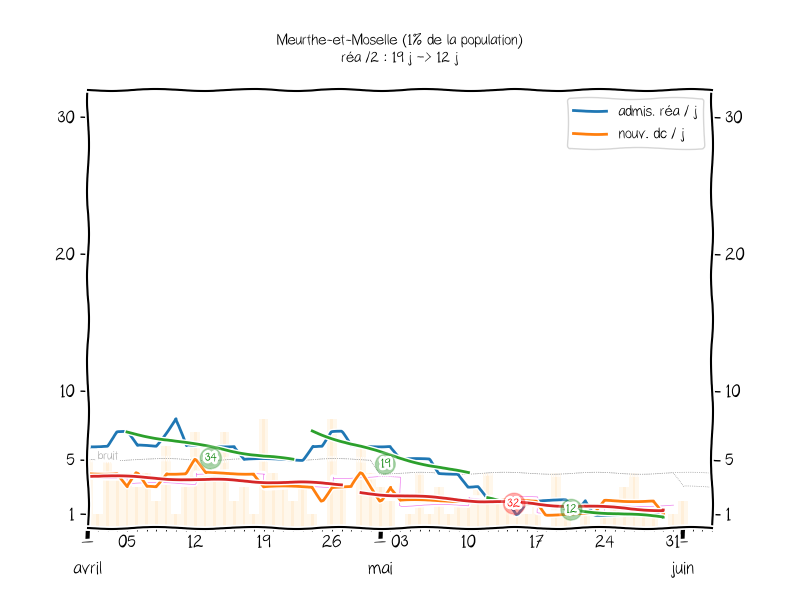 Meurthe-et-Moselle (1% de la population)
réa /2 : 19 j -> 12 j
admis. réa / j
nouv. dc / j
30
30
20
20
10
10
5
5
1
1
bruit
34
19
32
12
05
12
19
26
03
10
17
24
31
avril
mai
juin